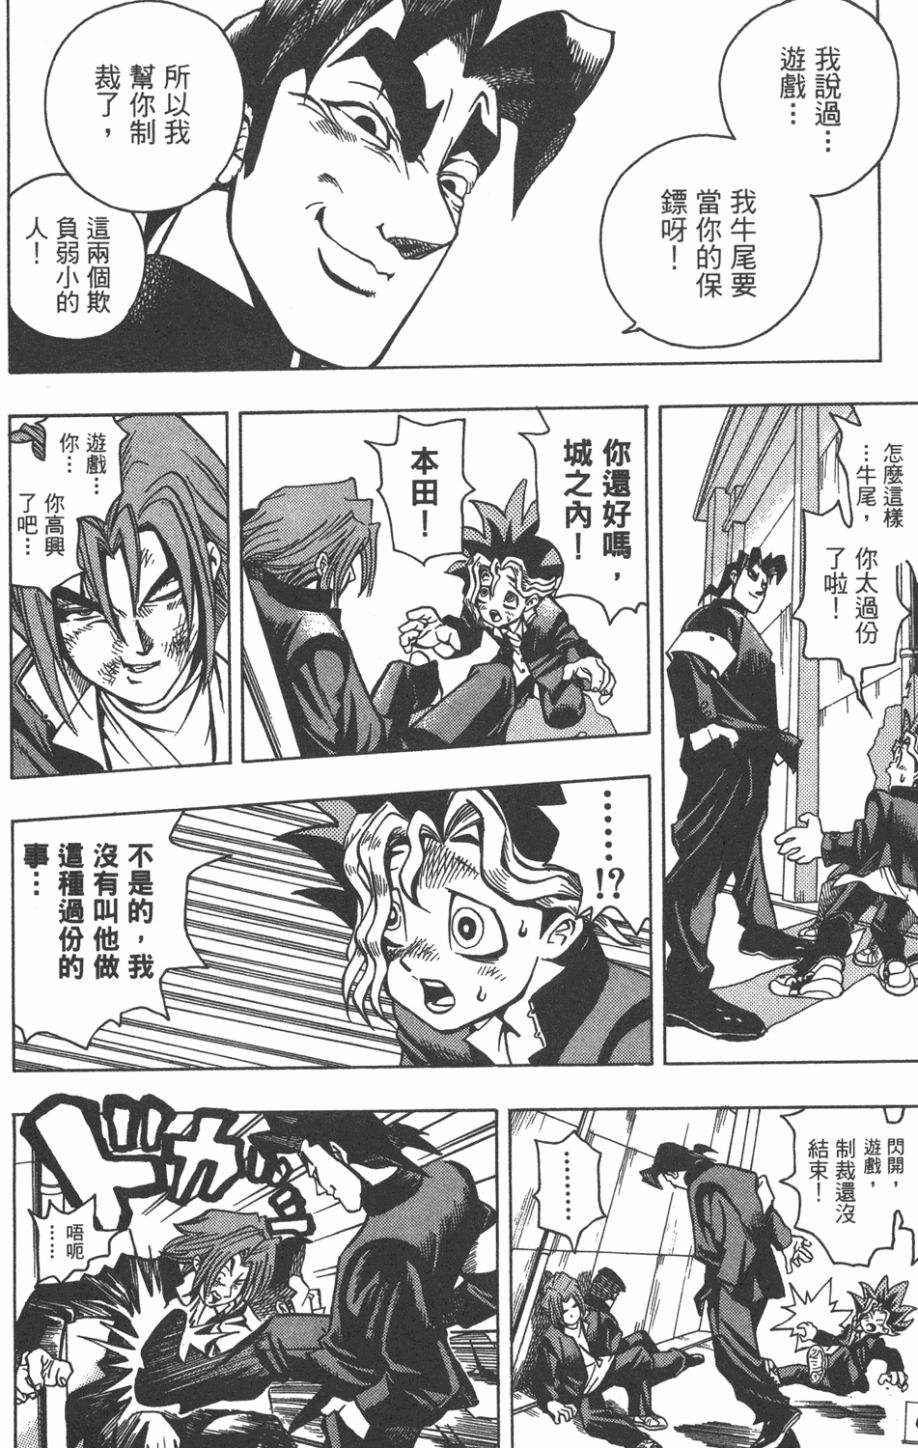 我說過…
遊戲…
我牛尾要
當你的保
鏢呀！
所以我
幫你制
裁了，
這兩個欺
負弱小的
人！
怎麼這樣
…牛尾，
你太過份
了啦！
你還好嗎，
城之內！
本田！
遊戲…
你…
你高興
了吧…
………!?
不是的，我
沒有叫他做
這種過份的
事…
閃開，
遊戲，
制裁還沒
結束！
………
ドカッ
唔呃
……